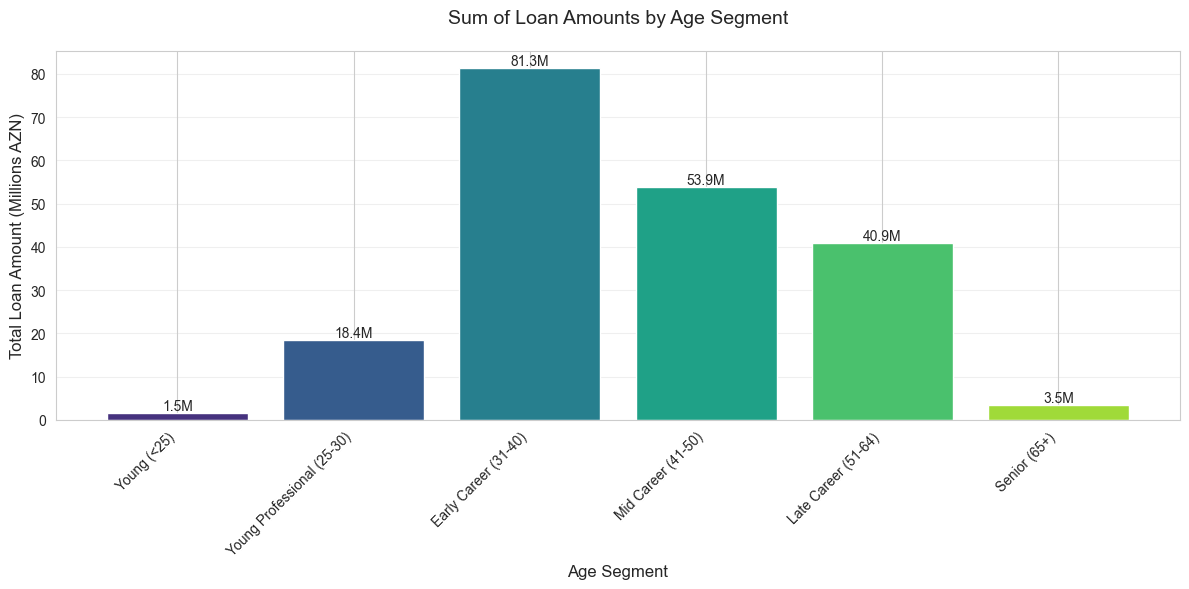 Sum of Loan Amounts by Age Segment
Total Loan Amount (Millions AZN)
80
70
60
50
40
30
20
10
0
1.5M
18.4M
81.3M
53.9M
40.9M
3.5M
Young (<25)
Young Professional (25-30)
Early Career (31-40)
Mid Career (41-50)
Late Career (51-64)
Senior (65+)
Age Segment